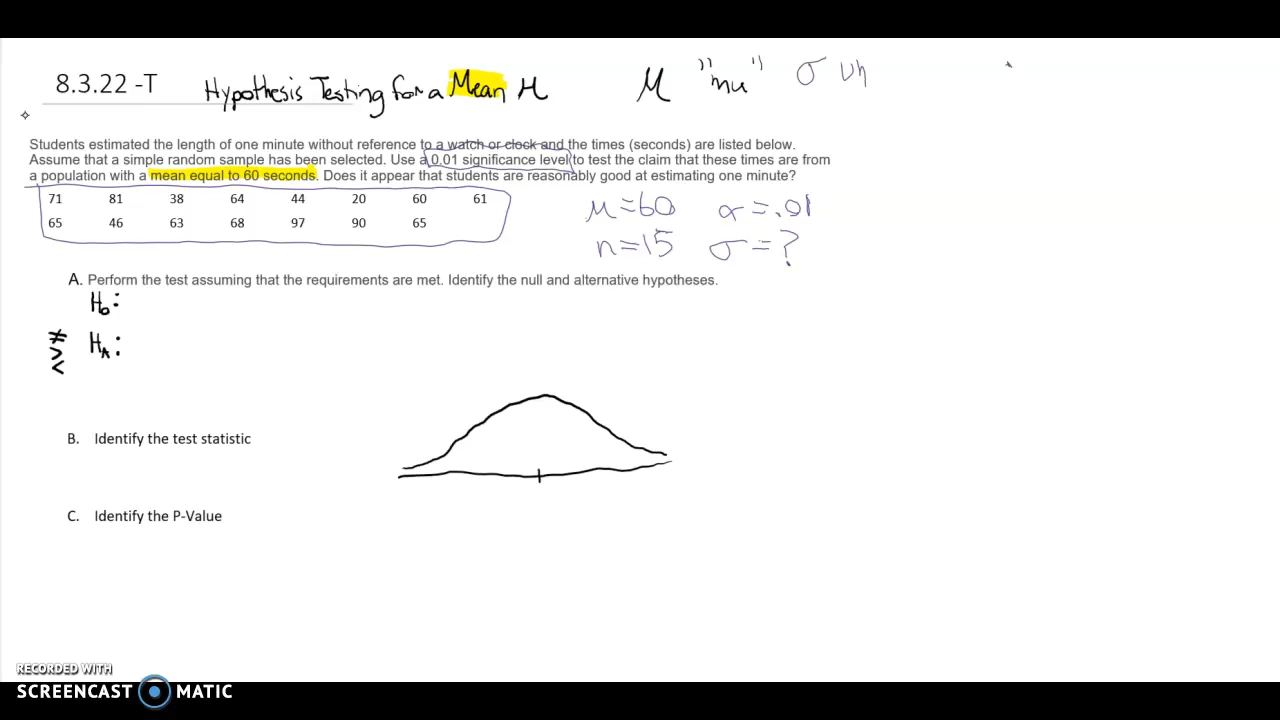 8.3.22 -T Hypothesis Testing for a Mean μ μ "mu" σ un
Students estimated the length of one minute without reference to a watch or clock and the times (seconds) are listed below.
Assume that a simple random sample has been selected. Use a 0.01 significance level to test the claim that these times are from
a population with a mean equal to 60 seconds. Does it appear that students are reasonably good at estimating one minute?
71 81 38 64 44 20 60 61
65 46 63 68 97 90 65
μ=60 α=.01
n=15 σ=?
A. Perform the test assuming that the requirements are met. Identify the null and alternative hypotheses.
H₀:
≠ H_A:
>
<
B. Identify the test statistic
C. Identify the P-Value
RECORDED WITH
SCREENCAST MATIC